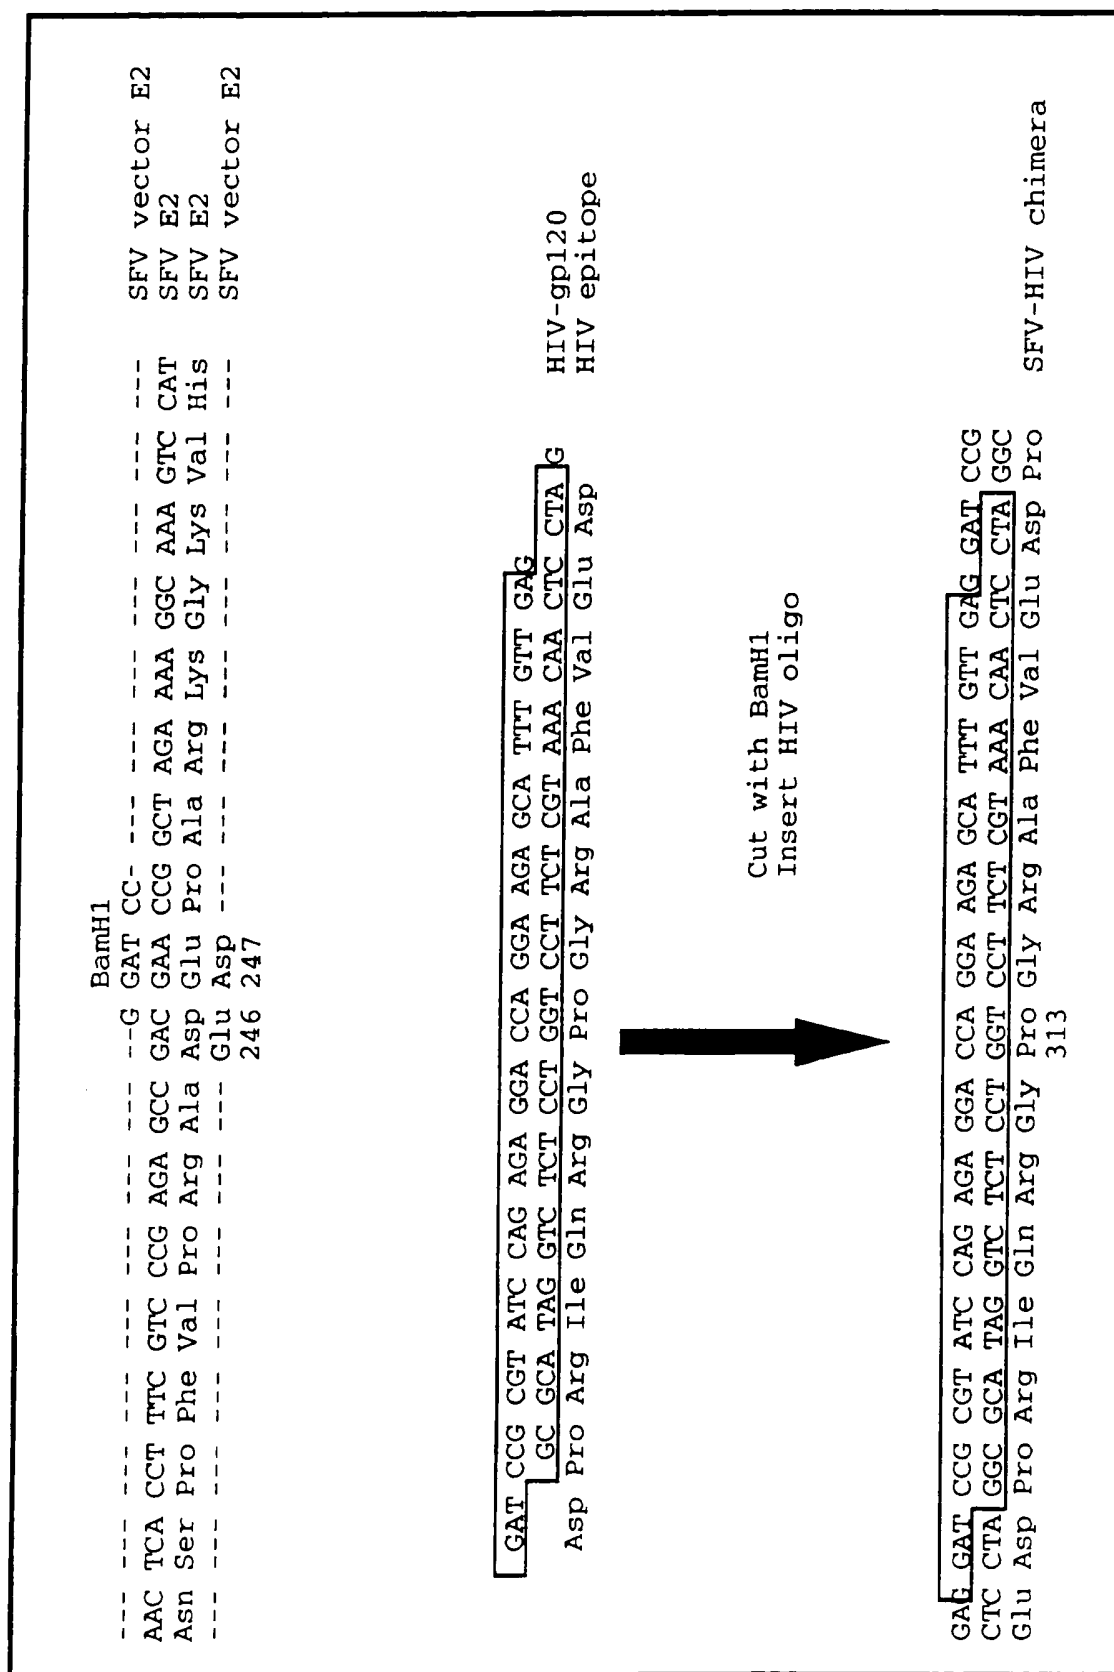 BamH1
--- --- --- --- --- --- --- --- --G GAT CC- --- --- --- --- --- --- --- SFV vector E2
AAC TCA CCT TTC GTC CCG AGA GCC GAC GAA CCG GCT AGA AAA GGC AAA GTC CAT SFV E2
Asn Ser Pro Phe Val Pro Arg Ala Asp Glu Pro Ala Arg Lys Gly Lys Val His SFV E2
--- --- --- --- --- --- --- --- Glu Asp --- --- --- --- --- --- --- --- SFV vector E2
246 247
GAT CCG CGT ATC CAG AGA GGA CCA GGA AGA GCA TTT GTT GAG
GC GCA TAG GTC TCT CCT GGT CCT TCT CGT AAA CAA CTC CTA G HIV-gp120
Asp Pro Arg Ile Gln Arg Gly Pro Gly Arg Ala Phe Val Glu Asp HIV epitope
Cut with BamH1
Insert HIV oligo
GAG GAT CCG CGT ATC CAG AGA GGA CCA GGA AGA GCA TTT GTT GAG GAT CCG
CTC CTA GGC GCA TAG GTC TCT CCT GGT CCT TCT CGT AAA CAA CTC CTA GGC
Glu Asp Pro Arg Ile Gln Arg Gly Pro Gly Arg Ala Phe Val Glu Asp Pro SFV-HIV chimera
313